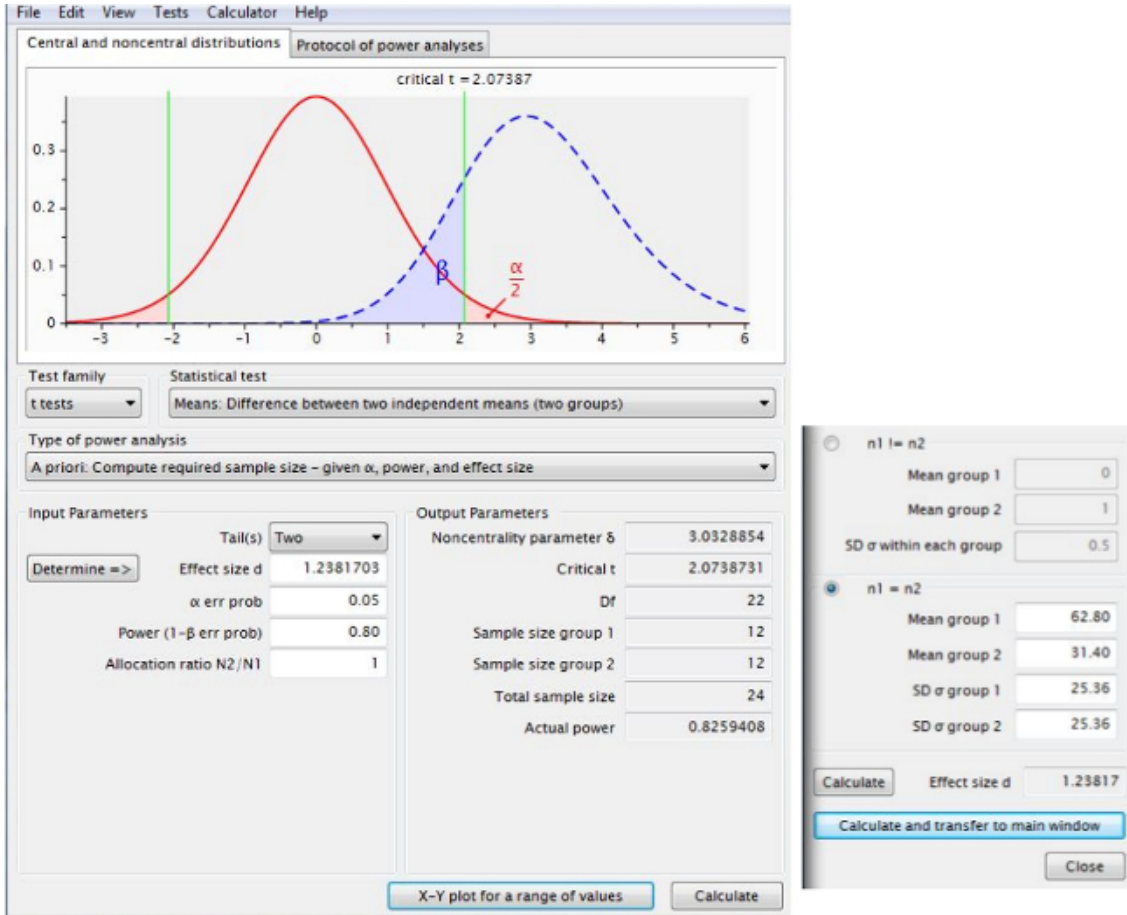 File Edit View Tests Calculator Help
Central and noncentral distributions Protocol of power analyses
critical t = 2.07387
0.3
0.2
0.1
0
β
α
2
-3 -2 -1 0 1 2 3 4 5 6
Test family Statistical test
t tests Means: Difference between two independent means (two groups)
Type of power analysis
A priori: Compute required sample size – given α, power, and effect size
Input Parameters
Tail(s) Two
Determine => Effect size d 1.2381703
α err prob 0.05
Power (1-β err prob) 0.80
Allocation ratio N2/N1 1
Output Parameters
Noncentrality parameter δ 3.0328854
Critical t 2.0738731
Df 22
Sample size group 1 12
Sample size group 2 12
Total sample size 24
Actual power 0.8259408
X-Y plot for a range of values Calculate
n1 != n2
Mean group 1 0
Mean group 2 1
SD σ within each group 0.5
n1 = n2
Mean group 1 62.80
Mean group 2 31.40
SD σ group 1 25.36
SD σ group 2 25.36
Calculate Effect size d 1.23817
Calculate and transfer to main window
Close